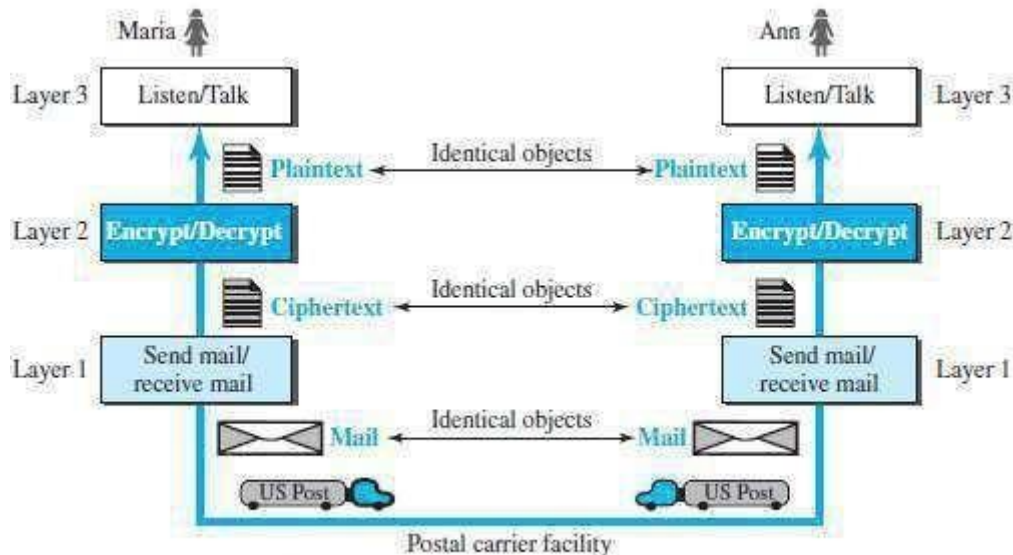 Maria
Ann
Layer 3
Listen/Talk
Listen/Talk
Layer 3
Identical objects
Plaintext
Plaintext
Layer 2
Encrypt/Decrypt
Encrypt/Decrypt
Layer 2
Identical objects
Ciphertext
Ciphertext
Layer 1
Send mail/
receive mail
Send mail/
receive mail
Layer 1
Identical objects
Mail
Mail
US Post
US Post
Postal carrier facility